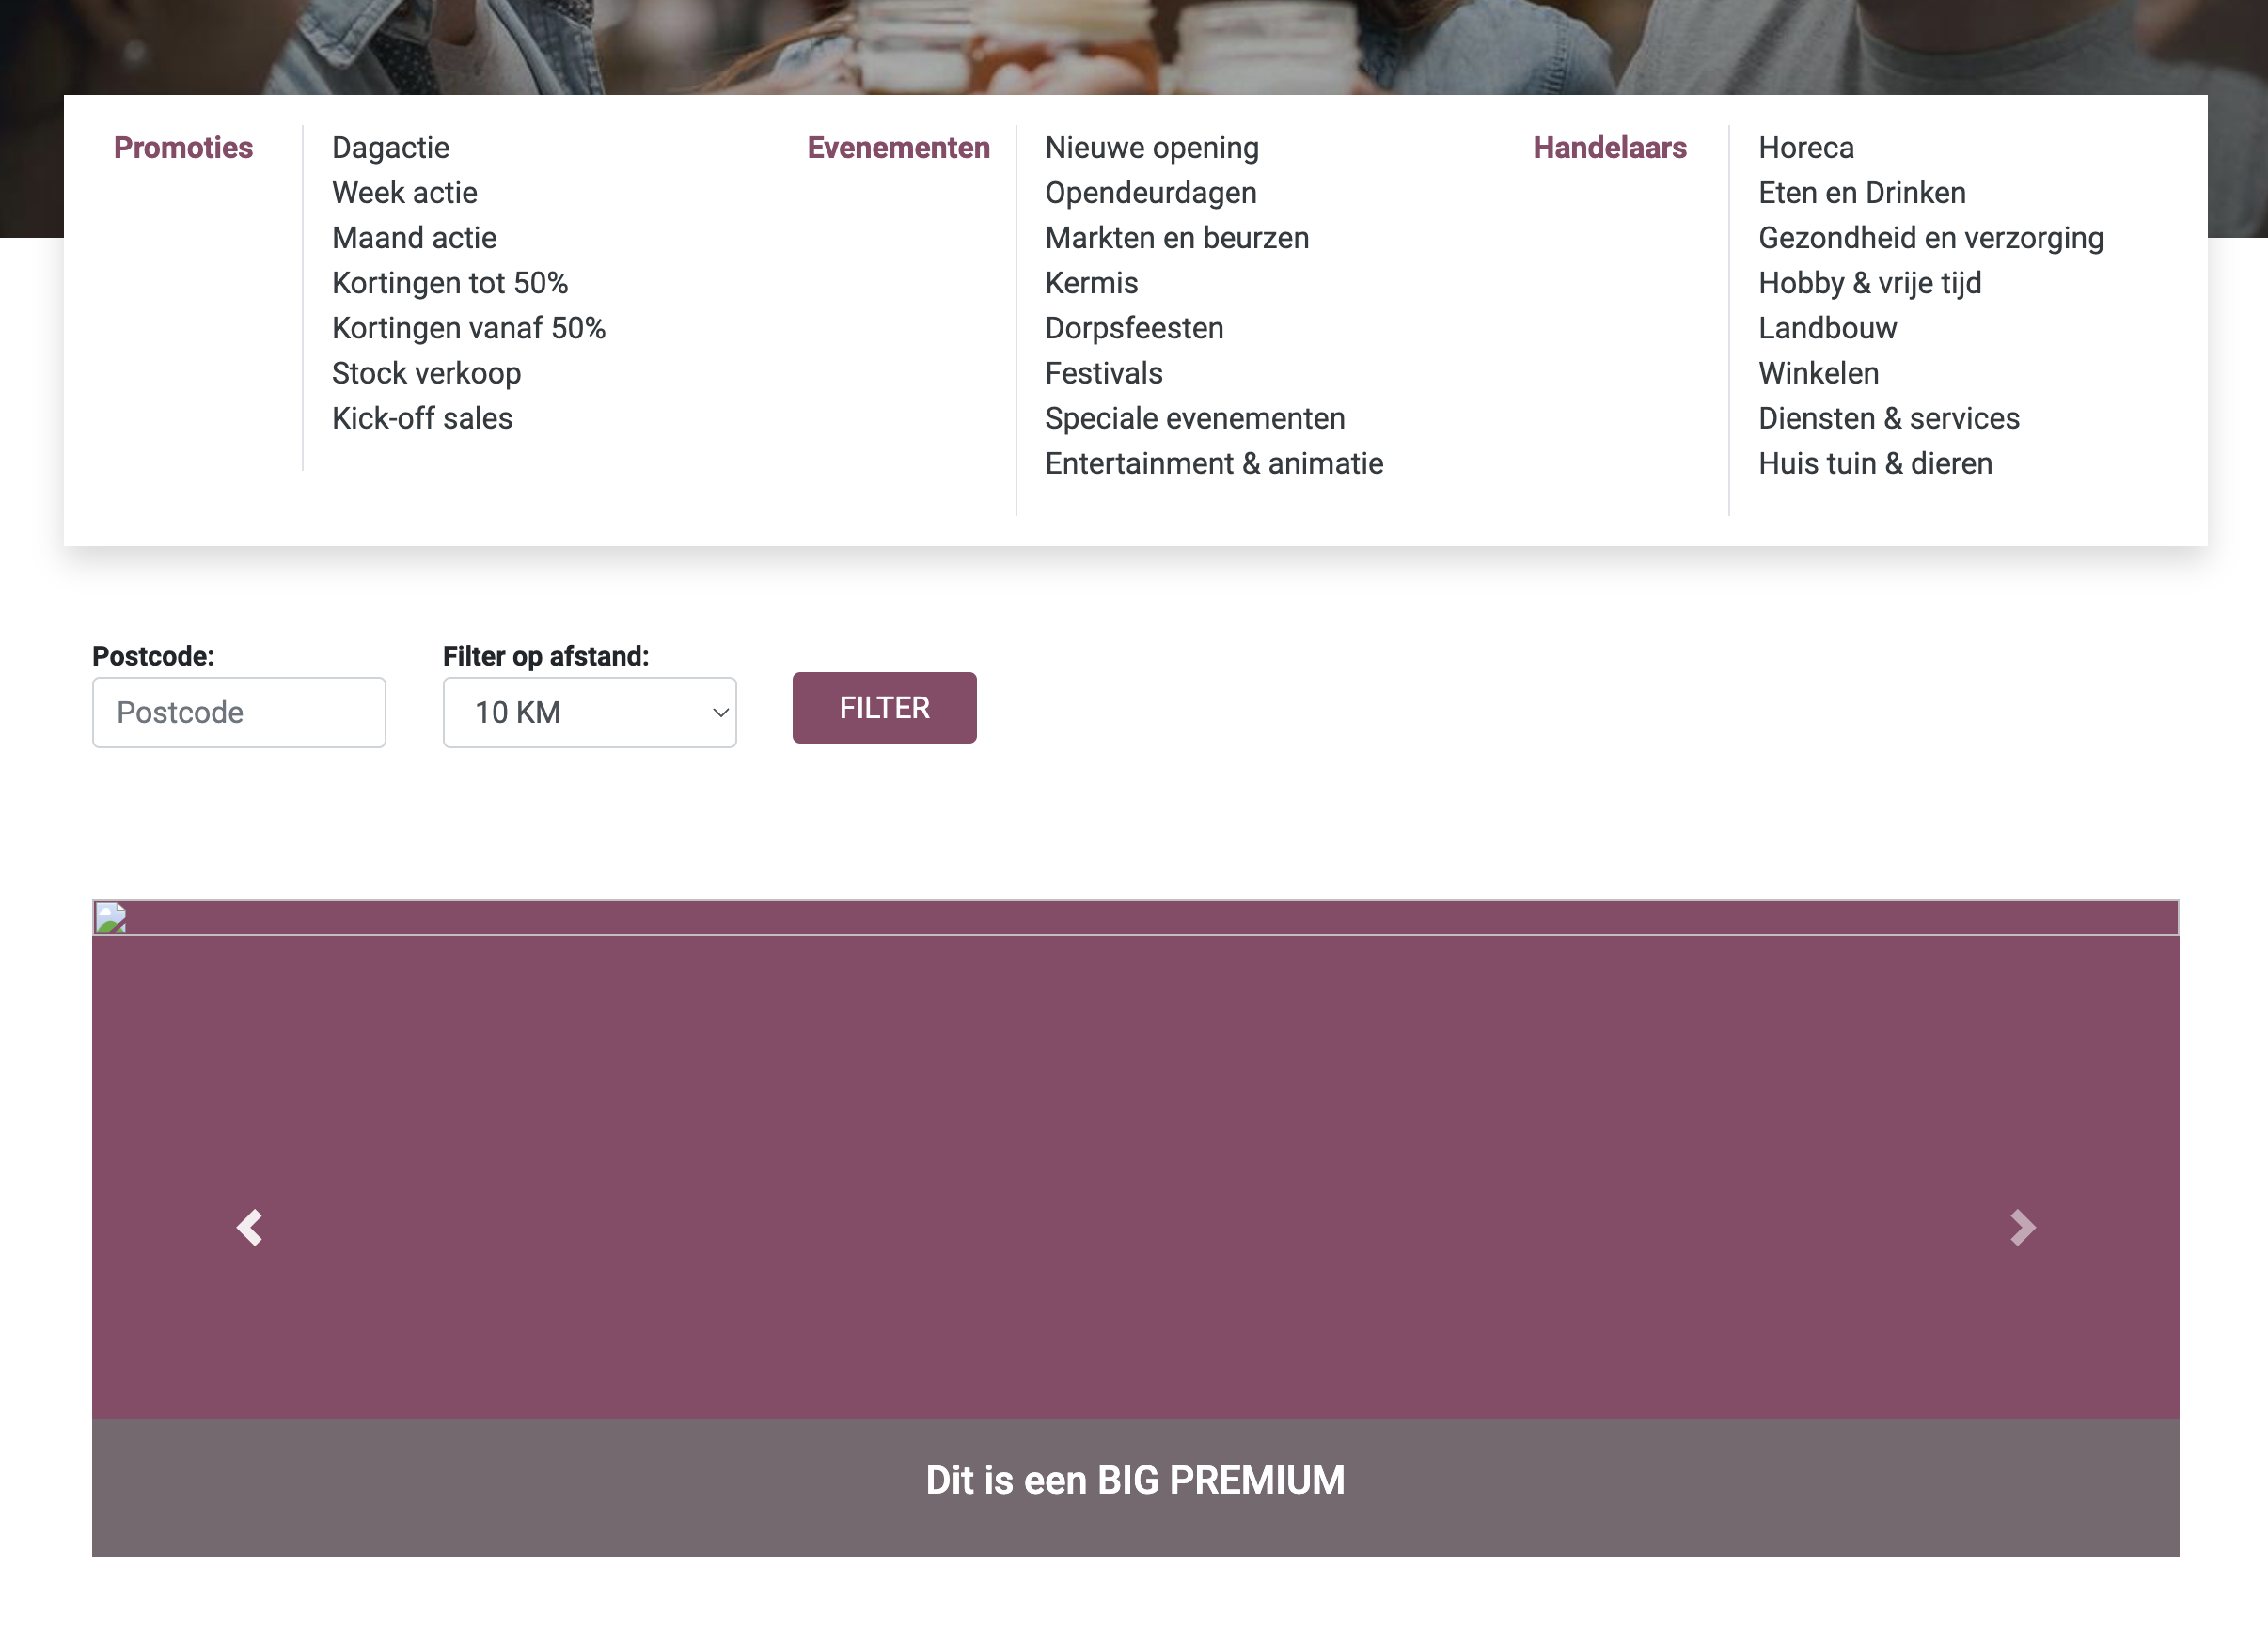 Promoties
Dagactie
Week actie
Maand actie
Kortingen tot 50%
Kortingen vanaf 50%
Stock verkoop
Kick-off sales
Evenementen
Nieuwe opening
Opendeurdagen
Markten en beurzen
Kermis
Dorpsfeesten
Festivals
Speciale evenementen
Entertainment & animatie
Handelaars
Horeca
Eten en Drinken
Gezondheid en verzorging
Hobby & vrije tijd
Landbouw
Winkelen
Diensten & services
Huis tuin & dieren
Postcode:
Postcode
Filter op afstand:
10 KM
FILTER
Dit is een BIG PREMIUM